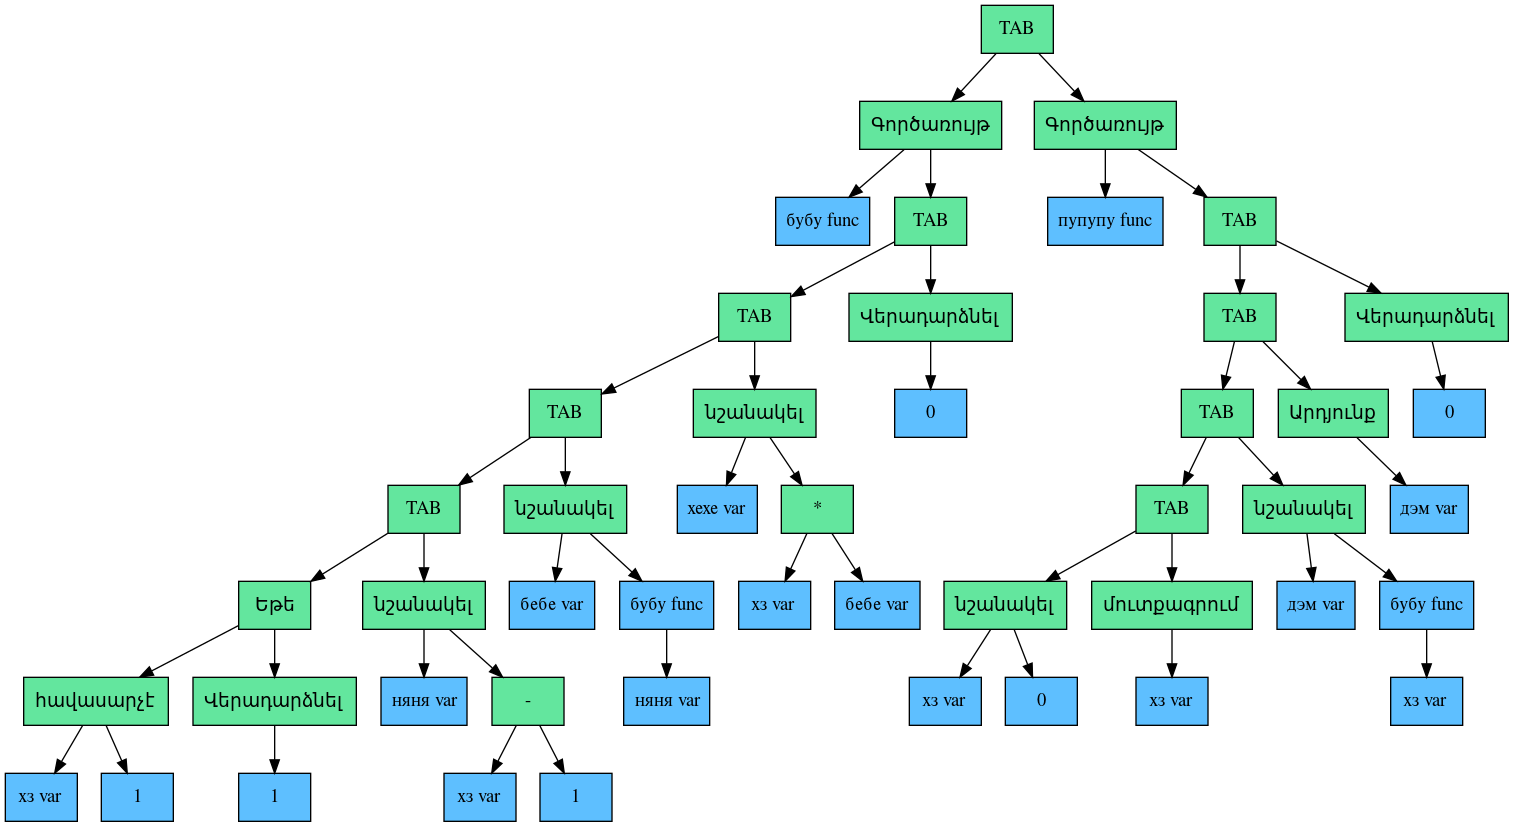 TAB
Գործառույթ Գործառույթ
бубу func TAB пупупу func TAB
TAB Վերադարձնել TAB Վերադարձնել
TAB նշանակել 0 TAB Արդյունք 0
TAB նշանակել хехе var * TAB նշանակել дэм var
Եթե նշանակել бебе var бубу func хз var бебе var նշանակել մուտքագրում дэм var бубу func
հավասարչէ Վերադարձնել няня var - няня var хз var 0 хз var хз var
хз var 1 1 хз var 1